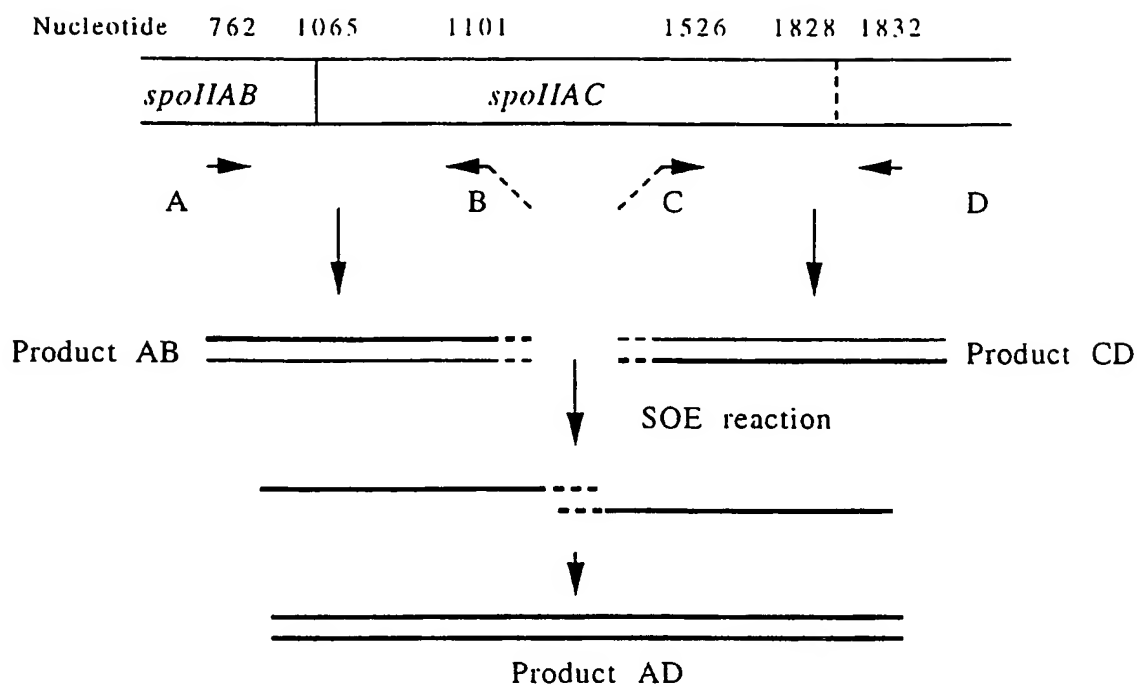 Nucleotide 762 1065 1101 1526 1828 1832
spoIIAB spoIIAC
A B C D
Product AB Product CD
SOE reaction
Product AD